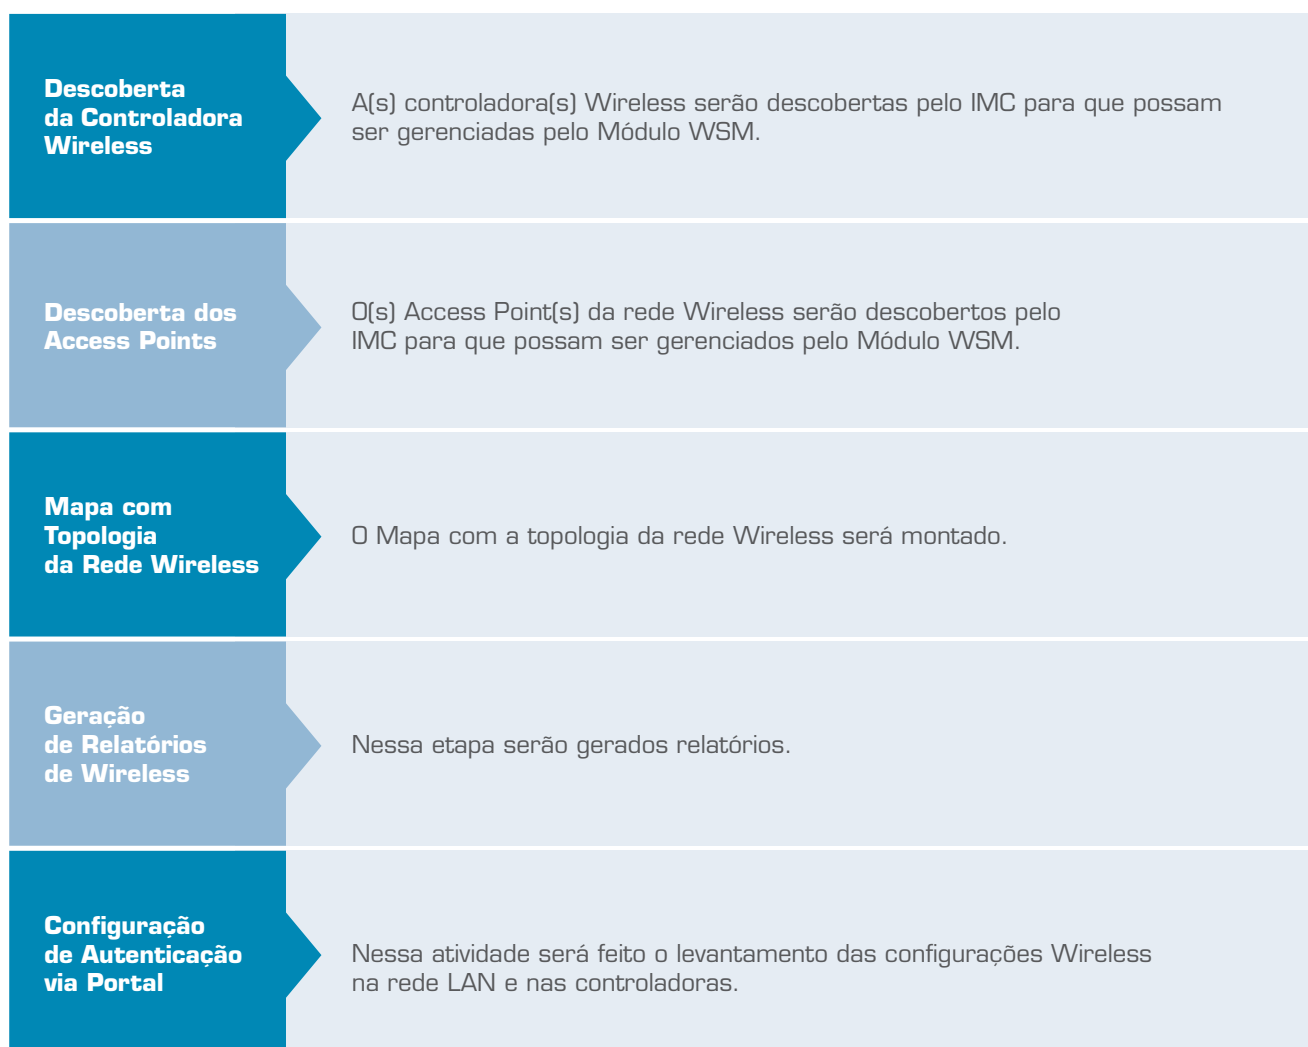 Descoberta
da Controladora
Wireless
A(s) controladora(s) Wireless serão descobertas pelo IMC para que possam
ser gerenciadas pelo Módulo WSM.
Descoberta dos
Access Points
O(s) Access Point(s) da rede Wireless serão descobertos pelo
IMC para que possam ser gerenciados pelo Módulo WSM.
Mapa com
Topologia
da Rede Wireless
O Mapa com a topologia da rede Wireless será montado.
Geração
de Relatórios
de Wireless
Nessa etapa serão gerados relatórios.
Configuração
de Autenticação
via Portal
Nessa atividade será feito o levantamento das configurações Wireless
na rede LAN e nas controladoras.